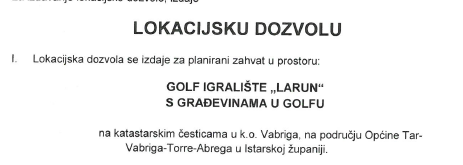 LOKACIJSKU DOZVOLU
I. Lokacijska dozvola se izdaje za planirani zahvat u prostoru:
GOLF IGRALIŠTE „LARUN“
S GRAĐEVINAMA U GOLFU
na katastarskim česticama u k.o. Vabriga, na području Općine Tar-
Vabriga-Torre-Abrega u Istarskoj županiji.